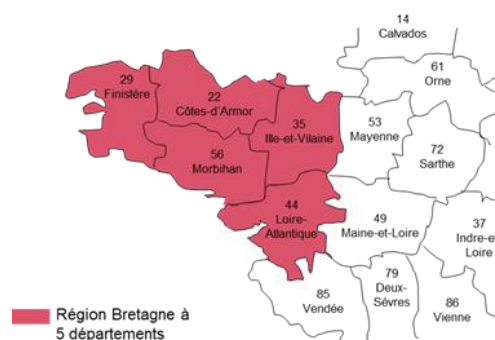 14
Calvados
61
Orne
29
Finistère
22
Côtes-d'Armor
35
Ille-et-Vilaine
53
Mayenne
56
Morbihan
72
Sarthe
44
Loire-
Atlantique
49
Maine-et-Loire
37
Indre-et
Loire
85
Vendée
79
Deux-
Sèvres
86
Vienne
Région Bretagne à
5 départements